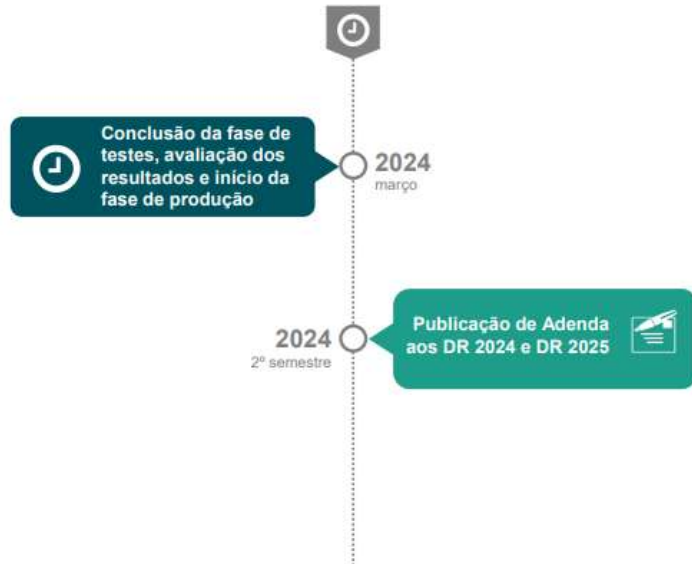 Conclusão da fase de
testes, avaliação dos
resultados e início da
fase de produção
2024
março
2024
2º semestre
Publicação de Adenda
aos DR 2024 e DR 2025